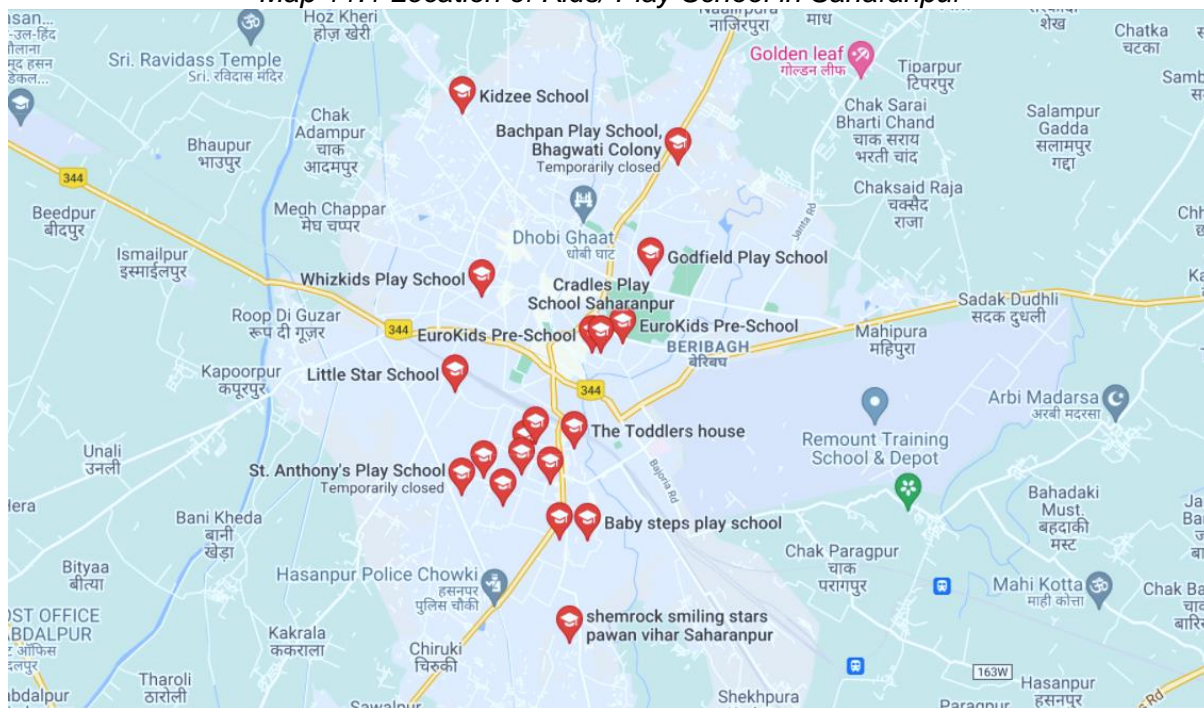 Hoz Kheri
होज़ खेरी
नाजिरपुरा
माध
शेख
Chatka
चटका
Golden leaf
गोल्डन लीफ
Sri. Ravidass Temple
Sri. रविदास मंदिर
Tiparpur
टिपरपुर
Kidzee School
Chak
Adampur
चाक
आदमपुर
Bhaupur
भाउपुर
Bachpan Play School,
Bhagwati Colony
Temporarily closed
Chak Sarai
Bharti Chand
चाक सराय
भरती चांद
Salampur
Gadda
सलामपुर
गद्दा
344
Beedpur
बीदपुर
Megh Chappar
मेघ चप्पर
Dhobi Ghaat
धोबी घाट
Janta Rd
Chaksaid Raja
चक्सैद
राजा
Ismailpur
इस्माईलपुर
Whizkids Play School
Godfield Play School
Cradles Play
School Saharanpur
Sadak Dudhli
सदक दुधली
Roop Di Guzar
रूप दी गूज़र
344
EuroKids Pre-School
EuroKids Pre-School
BERIBAGH
बेरिबघ
Mahipura
महिपुरा
Kapoorpur
कपूरपुर
Little Star School
344
Arbi Madarsa
अरबी मदरसा
Unali
उनली
The Toddlers house
Remount Training
School & Depot
St. Anthony's Play School
Temporarily closed
Bajoria Rd
Bahadaki
Must.
बहदाकी
मस्ट
Bani Kheda
बानी
खेड़ा
Baby steps play school
Chak Paragpur
चाक
परागपुर
Bityaa
बीत्या
Hasanpur Police Chowki
हसनपुर
पुलिस चौकी
Mahi Kotta
माही कोत्ता
POST OFFICE
shemrock smiling stars
pawan vihar Saharanpur
Kakrala
ककराला
Chiruki
चिरुकी
163W
Tharoli
ठारोली
Hasanpur
हसनपुर
Shekhpura